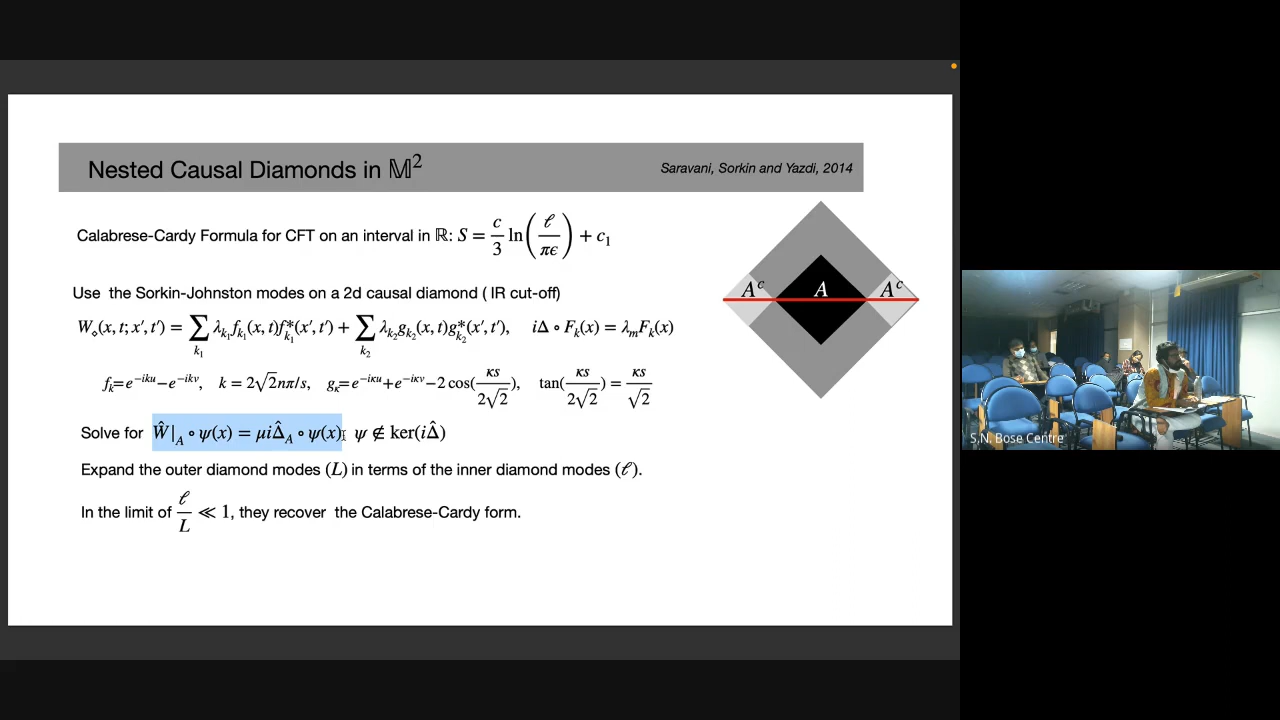 Nested Causal Diamonds in 𝕄²
Saravani, Sorkin and Yazdi, 2014
Calabrese-Cardy Formula for CFT on an interval in ℝ: S = c/3 ln(ℓ/πϵ) + c₁
Use the Sorkin-Johnston modes on a 2d causal diamond ( IR cut-off)
W⋄(x, t; x′, t′) = ∑_{k₁} λ_{k₁} f_{k₁}(x, t) f*_{k₁}(x′, t′) + ∑_{k₂} λ_{k₂} g_{k₂}(x, t) g*_{k₂}(x′, t′), iΔ ∘ F_k(x) = λ_m F_k(x)
f_k=e^{−iku}−e^{−ikv}, k = 2√2nπ/s, g_k=e^{−iκu}+e^{−iκv}−2 cos(κs/2√2), tan(κs/2√2) = κs/√2
Solve for Ŵ|_A ∘ ψ(x) = μiΔ̂_A ∘ ψ(x), ψ ∉ ker(iΔ̂)
Expand the outer diamond modes (L) in terms of the inner diamond modes (ℓ).
In the limit of ℓ/L ≪ 1, they recover the Calabrese-Cardy form.
Aᶜ A Aᶜ
S.N. Bose Centre